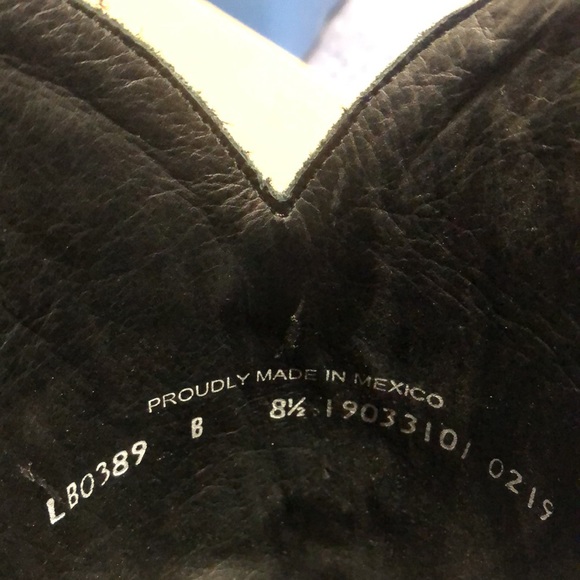 PROUDLY MADE IN MEXICO
LB0389 B 8½ 19033101 0219